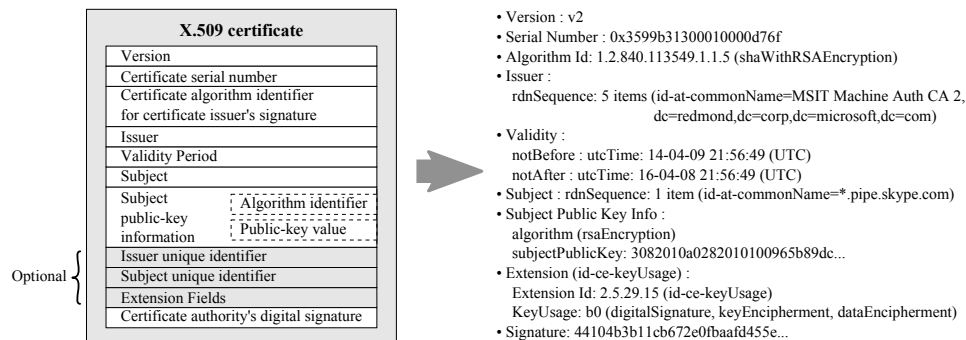 X.509 certificate
Version
Certificate serial number
Certificate algorithm identifier
for certificate issuer's signature
Issuer
Validity Period
Subject
Subject
public-key
information
Algorithm identifier
Public-key value
Optional
Issuer unique identifier
Subject unique identifier
Extension Fields
Certificate authority's digital signature
• Version : v2
• Serial Number : 0x3599b31300010000d76f
• Algorithm Id: 1.2.840.113549.1.1.5 (shaWithRSAEncryption)
• Issuer :
rdnSequence: 5 items (id-at-commonName=MSIT Machine Auth CA 2,
dc=redmond,dc=corp,dc=microsoft,dc=com)
• Validity :
notBefore : utcTime: 14-04-09 21:56:49 (UTC)
notAfter : utcTime: 16-04-08 21:56:49 (UTC)
• Subject : rdnSequence: 1 item (id-at-commonName=*.pipe.skype.com)
• Subject Public Key Info :
algorithm (rsaEncryption)
subjectPublicKey: 3082010a0282010100965b89dc...
• Extension (id-ce-keyUsage) :
Extension Id: 2.5.29.15 (id-ce-keyUsage)
KeyUsage: b0 (digitalSignature, keyEncipherment, dataEncipherment)
• Signature: 44104b3b11cb672e0fbaafd455e...